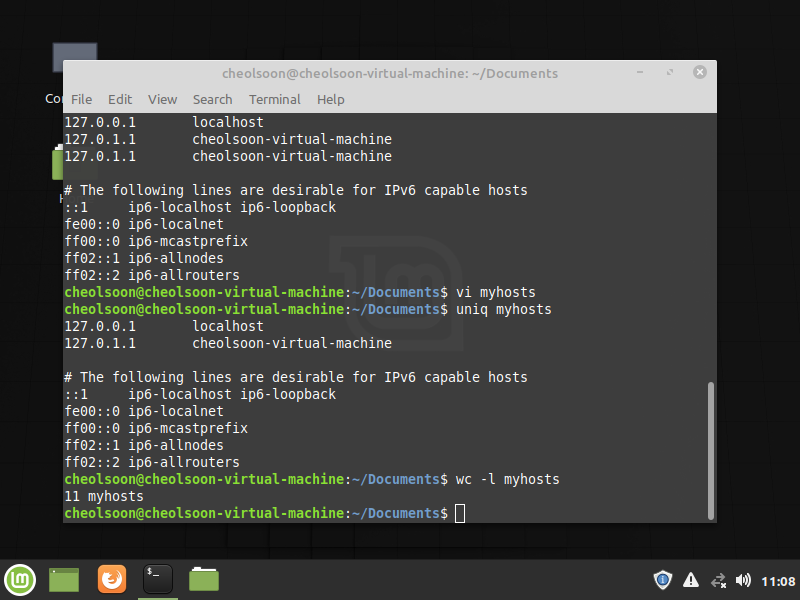 cheolsoon@cheolsoon-virtual-machine: ~/Documents
File Edit View Search Terminal Help
127.0.0.1 localhost
127.0.1.1 cheolsoon-virtual-machine
127.0.1.1 cheolsoon-virtual-machine
# The following lines are desirable for IPv6 capable hosts
::1 ip6-localhost ip6-loopback
fe00::0 ip6-localnet
ff00::0 ip6-mcastprefix
ff02::1 ip6-allnodes
ff02::2 ip6-allrouters
cheolsoon@cheolsoon-virtual-machine:~/Documents$ vi myhosts
cheolsoon@cheolsoon-virtual-machine:~/Documents$ uniq myhosts
127.0.0.1 localhost
127.0.1.1 cheolsoon-virtual-machine
# The following lines are desirable for IPv6 capable hosts
::1 ip6-localhost ip6-loopback
fe00::0 ip6-localnet
ff00::0 ip6-mcastprefix
ff02::1 ip6-allnodes
ff02::2 ip6-allrouters
cheolsoon@cheolsoon-virtual-machine:~/Documents$ wc -l myhosts
11 myhosts
cheolsoon@cheolsoon-virtual-machine:~/Documents$
11:08